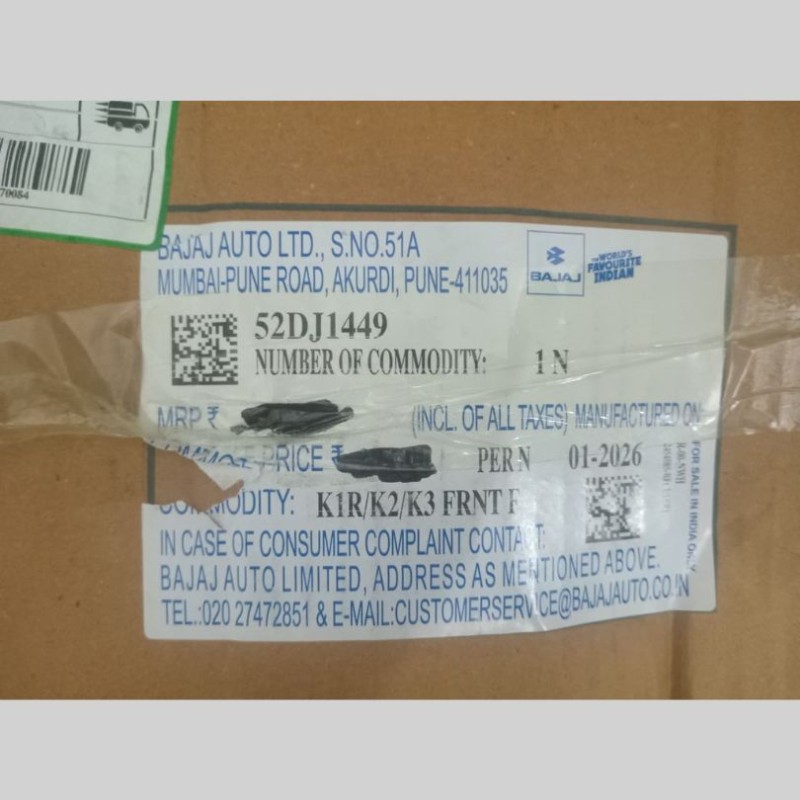 70084
BAJAJ AUTO LTD., S.NO.51A
MUMBAI-PUNE ROAD, AKURDI, PUNE-411035
BAJAJ
THE WORLD'S
FAVOURITE
INDIAN
52DJ1449
NUMBER OF COMMODITY: 1 N
MRP ₹ (INCL. OF ALL TAXES) MANUFACTURED ON:
PRICE ₹ PER N 01-2026
COMMODITY: K1R/K2/K3 FRNT F
FOR SALE IN INDIA ONLY
IN CASE OF CONSUMER COMPLAINT CONTACT:
BAJAJ AUTO LIMITED, ADDRESS AS MENTIONED ABOVE.
TEL.:020 27472851 & E-MAIL:CUSTOMERSERVICE@BAJAJAUTO.CO.IN